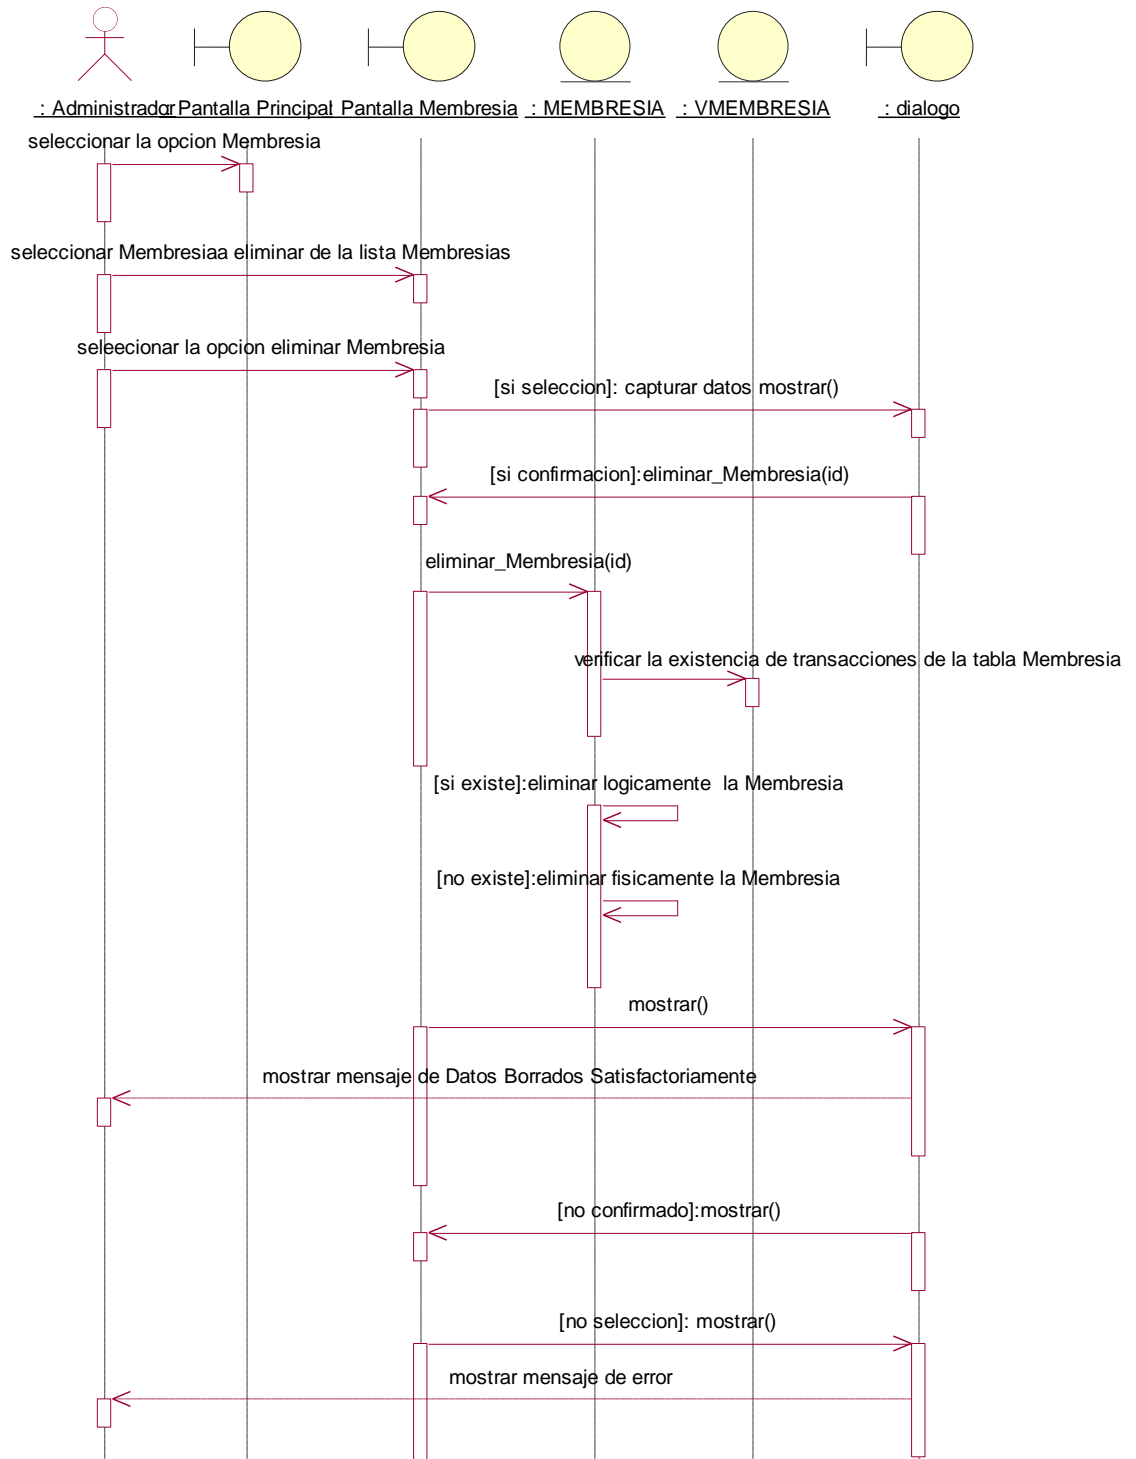 : Administrador
: Pantalla Principal
: Pantalla Membresia
: MEMBRESIA
: VMEMBRESIA
: dialogo
seleccionar la opcion Membresia
seleccionar Membresiaa eliminar de la lista Membresias
seleecionar la opcion eliminar Membresia
[si seleccion]: capturar datos mostrar()
[si confirmacion]:eliminar_Membresia(id)
eliminar_Membresia(id)
verificar la existencia de transacciones de la tabla Membresia
[si existe]:eliminar logicamente  la Membresia
[no existe]:eliminar fisicamente la Membresia
mostrar()
mostrar mensaje de Datos Borrados Satisfactoriamente
[no confirmado]:mostrar()
[no seleccion]: mostrar()
mostrar mensaje de error